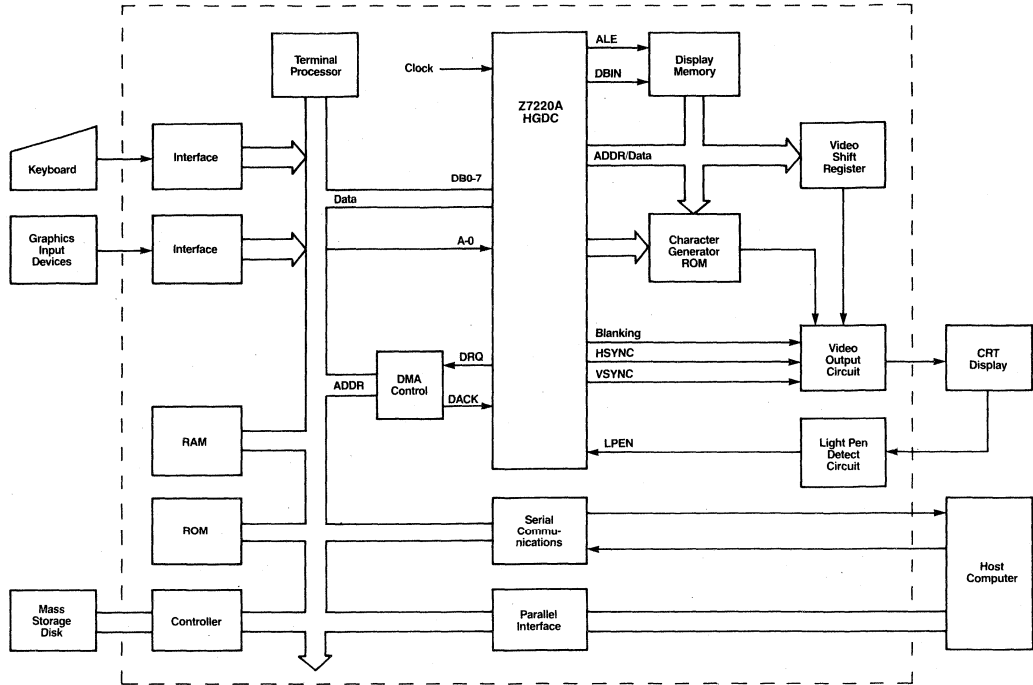 Terminal
Processor
Clock
Z7220A
HGDC
ALE
DBIN
Display
Memory
ADDR/Data
Video
Shift
Register
Keyboard
Interface
DB0-7
Data
Graphics
Input
Devices
Interface
A-0
Character
Generator
ROM
Blanking
HSYNC
VSYNC
Video
Output
Circuit
CRT
Display
DRQ
ADDR
DMA
Control
DACK
RAM
LPEN
Light Pen
Detect
Circuit
ROM
Serial
Commu-
nications
Host
Computer
Mass
Storage
Disk
Controller
Parallel
Interface